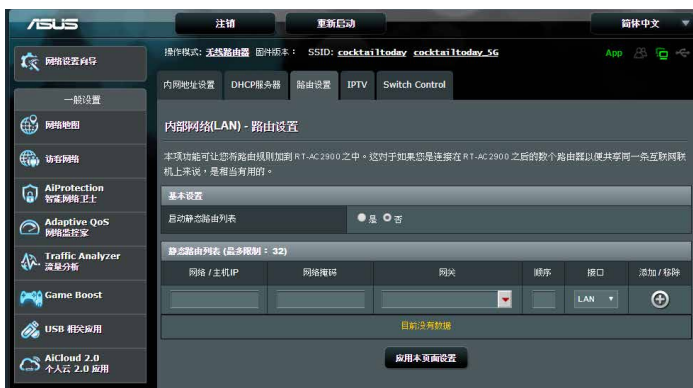 ASUS
注销
重新启动
简体中文
操作模式: 无线路由器 固件版本: SSID: cocktailtoday cocktailtoday_5G
App
网络设置向导
一般设置
网络地图
访客网络
AiProtection
智能网络卫士
Adaptive QoS
网络监控家
Traffic Analyzer
流量分析
Game Boost
USB 相关应用
AiCloud 2.0
个人云 2.0 应用
内网地址设置 DHCP服务器 路由设置 IPTV Switch Control
内部网络(LAN) - 路由设置
本项功能可让您将路由规则加到 RT-AC2900 之中。这对于如果您是连接在 RT-AC2900 之后的数个路由器以便共享同一条互联网联
机上来说,是相当有用的。
基本设置
启动静态路由列表 是 否
静态路由列表 (最多限制 : 32)
网络 / 主机IP 网络掩码 网关 顺序 接口 添加 / 移除
LAN
目前没有数据
应用本页面设置